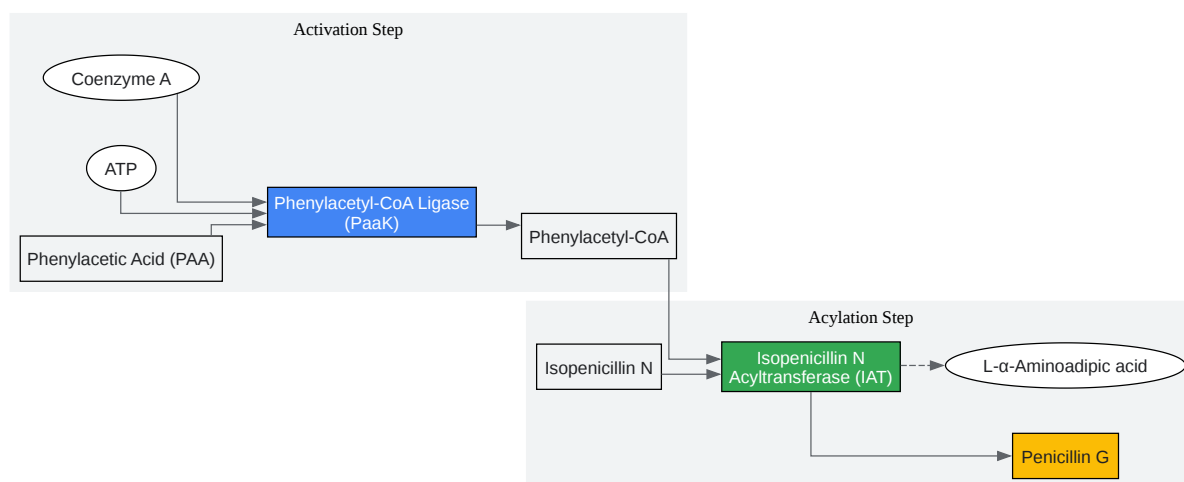 Activation Step
Coenzyme A
ATP
Phenylacetyl-CoA Ligase
(PaaK)
Phenylacetic Acid (PAA)
Phenylacetyl-CoA
Acylation Step
Isopenicillin N
Isopenicillin N
Acyltransferase (IAT)
L-α-Aminoadipic acid
Penicillin G